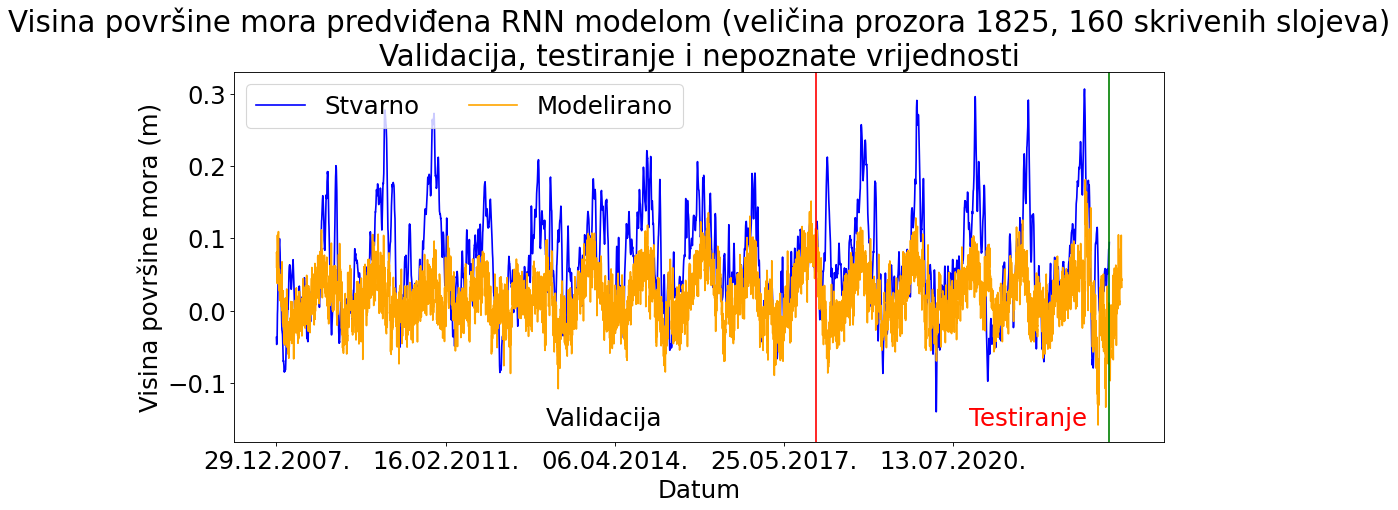 Visina površine mora predviđena RNN modelom (veličina prozora 1825, 160 skrivenih slojeva)
Validacija, testiranje i nepoznate vrijednosti
Stvarno
Modelirano
Visina površine mora (m)
0.3
0.2
0.1
0.0
−0.1
Validacija
Testiranje
29.12.2007.
16.02.2011.
06.04.2014.
25.05.2017.
13.07.2020.
Datum